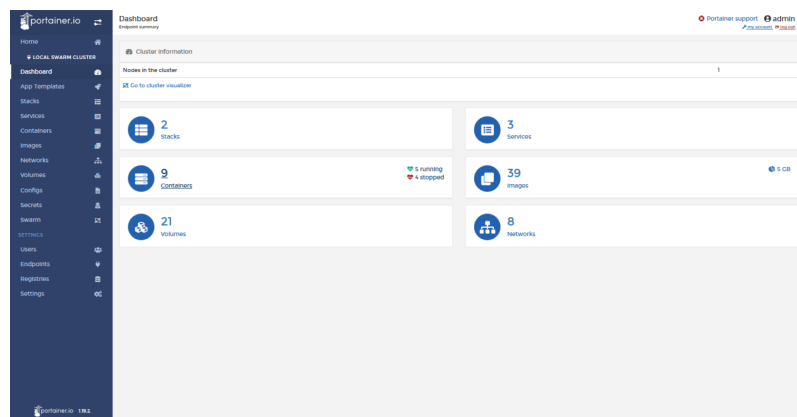 portainer.io
Home
LOCAL SWARM CLUSTER
Dashboard
App Templates
Stacks
Services
Containers
Images
Networks
Volumes
Configs
Secrets
Swarm
SETTINGS
Users
Endpoints
Registries
Settings
portainer.io 1.19.2
Dashboard
Endpoint summary
Portainer support admin
my account log out
Cluster information
Nodes in the cluster 1
Go to cluster visualizer
2
Stacks
3
Services
9
Containers
5 running
4 stopped
39
Images
5 GB
21
Volumes
8
Networks